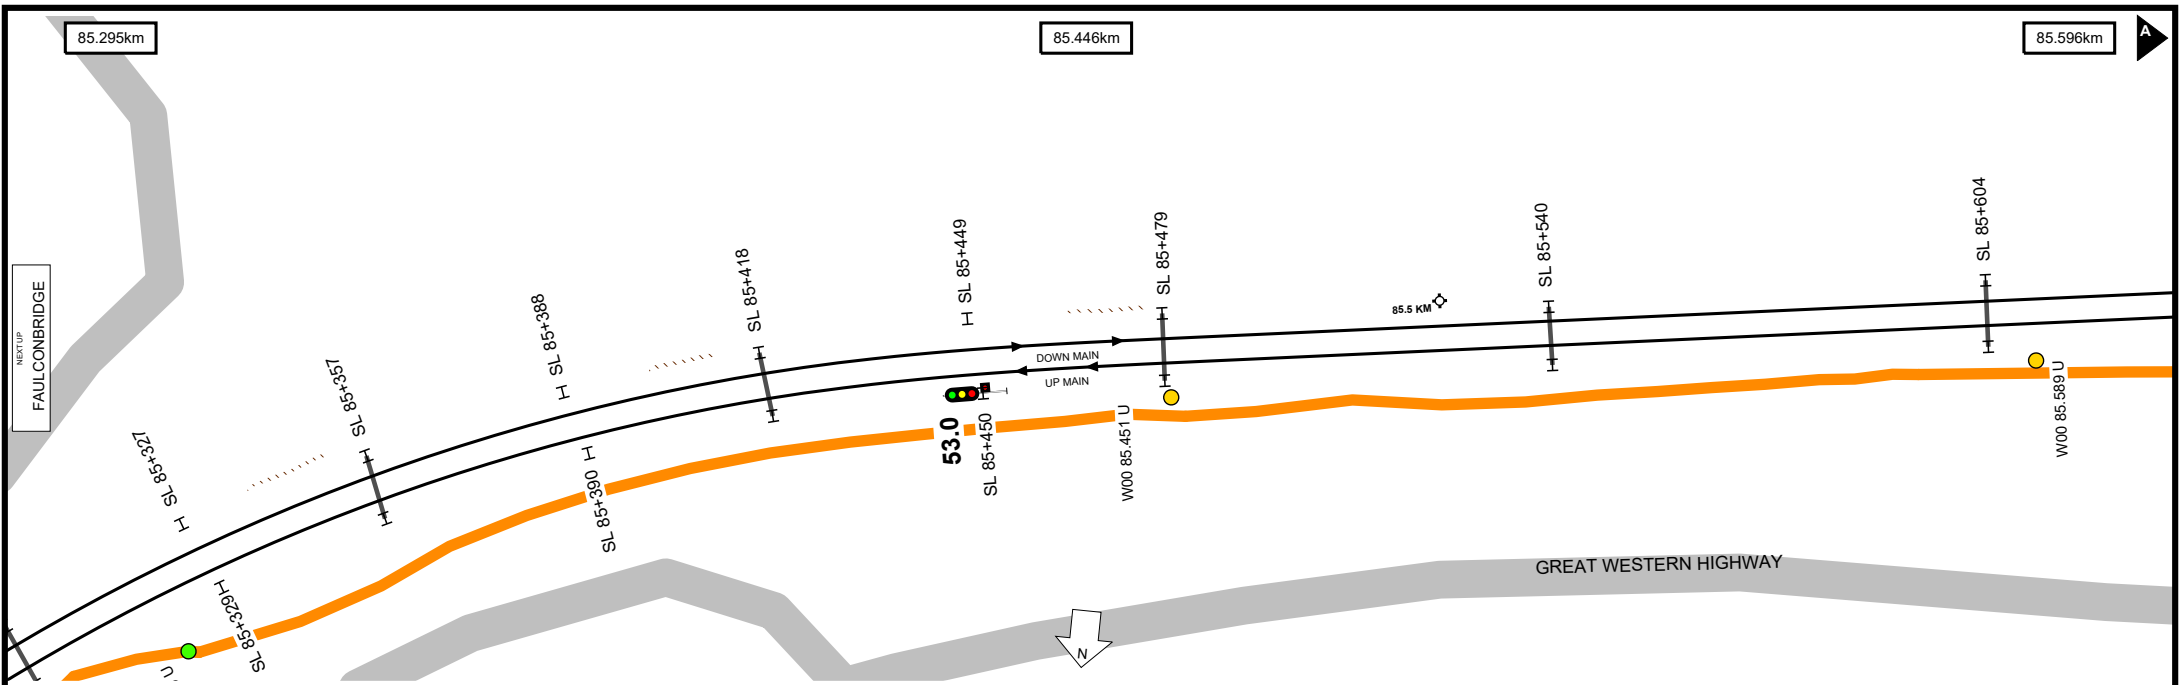 85.295km
85.446km
85.596km
A
NEXT UP
FAULCONBRIDGE
SL 85+327
SL 85+357
SL 85+388
SL 85+418
SL 85+449
SL 85+479
SL 85+540
SL 85+604
85.5 KM
DOWN MAIN
UP MAIN
53.0
SL 85+450
W00 85.451 U
W00 85.589 U
SL 85+390
SL 85+329
U
GREAT WESTERN HIGHWAY
N